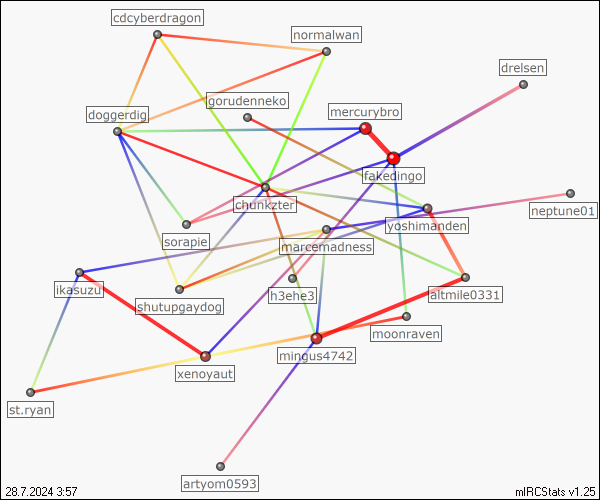 cdcyberdragon
normalwan
drelsen
gorudenneko
mercurybro
doggerdig
fakedingo
chunkzter
neptune01
yoshimanden
sorapie
marcemadness
ikasuzu
h3ehe3
altmile0331
shutupgaydog
moonraven
mingus4742
xenoyaut
st.ryan
artyom0593
28.7.2024 3:57
mIRCStats v1.25